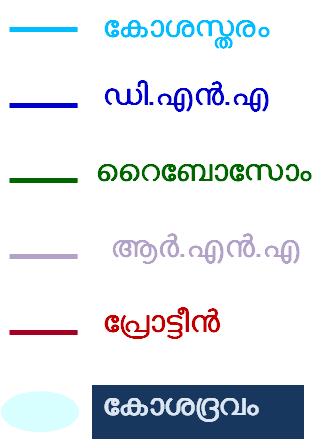 കോശസ്തരം
ഡി.എൻ.എ
റൈബോസോം
ആർ.എൻ.എ
പ്രോട്ടീൻ
കോശദ്രവം